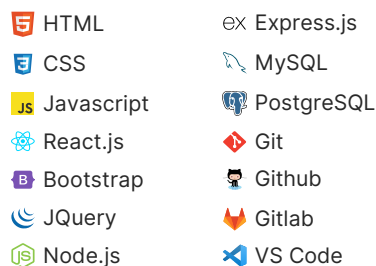 HTML
CSS
Javascript
React.js
Bootstrap
JQuery
Node.js
Express.js
MySQL
PostgreSQL
Git
Github
Gitlab
VS Code